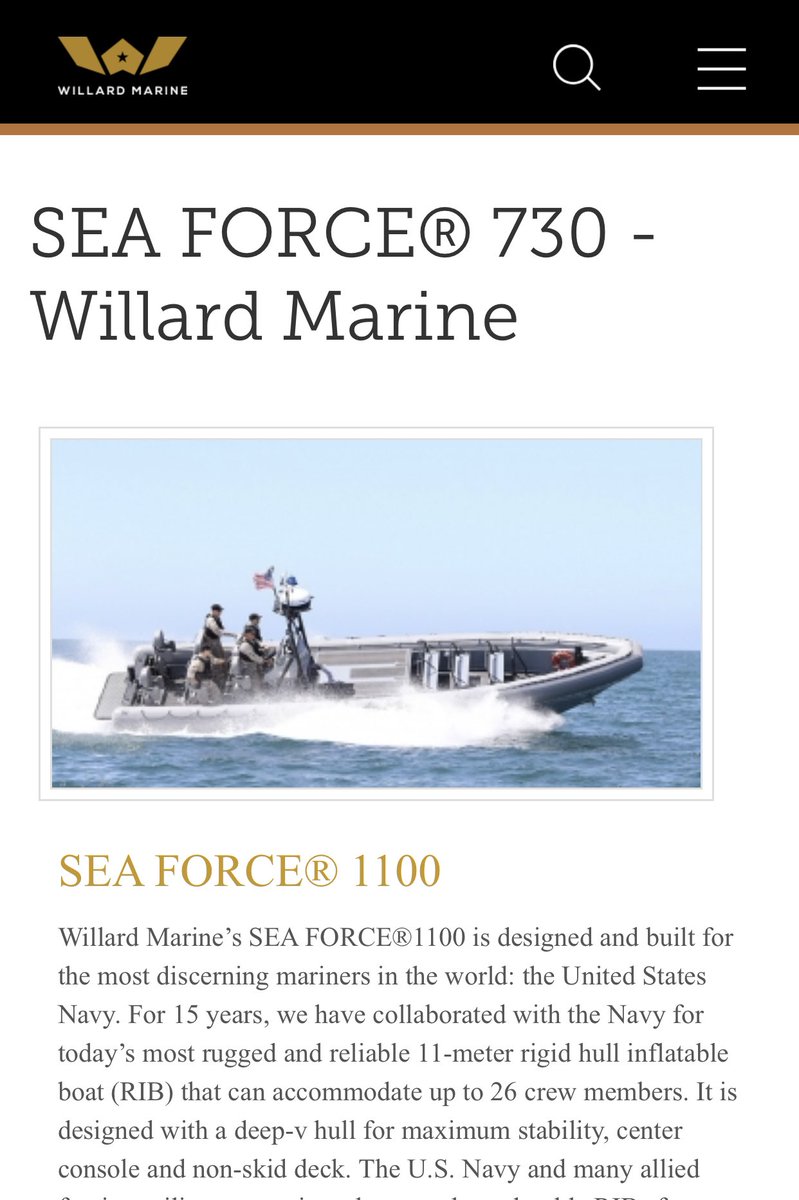 WILLARD MARINE
SEA FORCE® 730 -
Willard Marine
SEA FORCE® 1100
Willard Marine’s SEA FORCE®1100 is designed and built for
the most discerning mariners in the world: the United States
Navy. For 15 years, we have collaborated with the Navy for
today’s most rugged and reliable 11-meter rigid hull inflatable
boat (RIB) that can accommodate up to 26 crew members. It is
designed with a deep-v hull for maximum stability, center
console and non-skid deck. The U.S. Navy and many allied